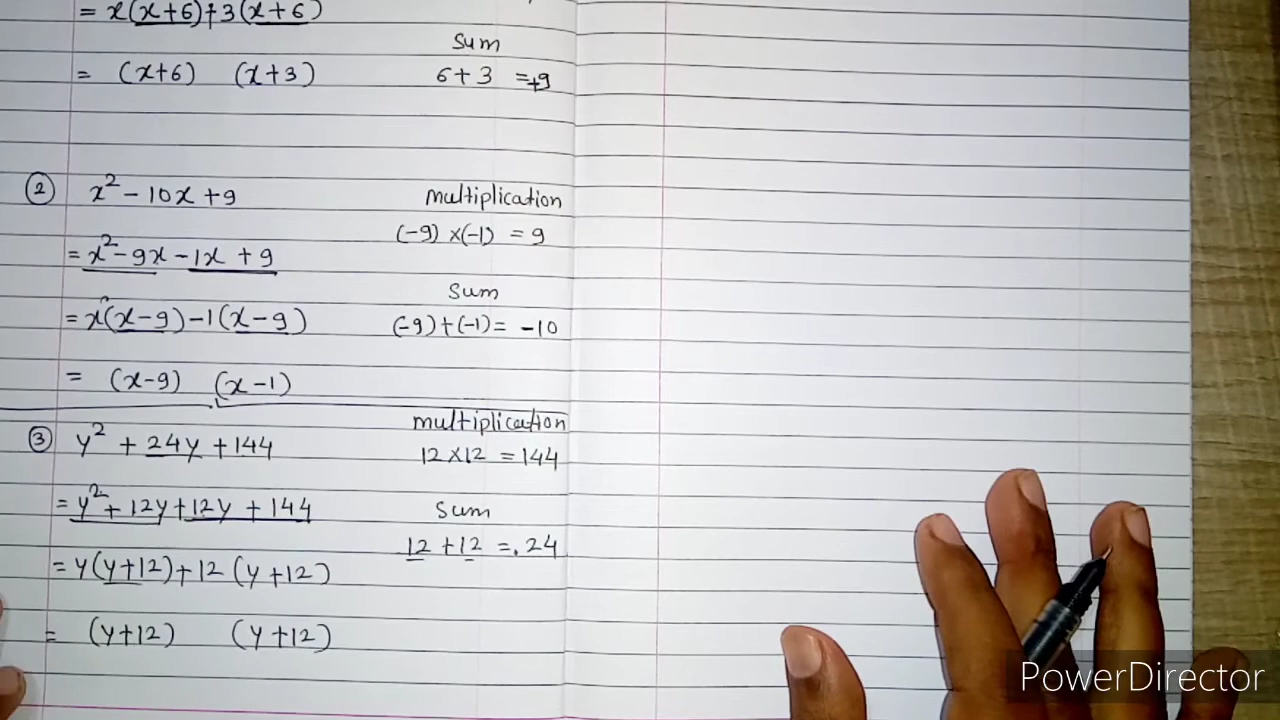 = x(x+6)+3(x+6)
Sum
= (x+6) (x+3) 6+3 =+9
② x² - 10x +9 multiplication
(-9) x(-1) = 9
= x² - 9x - 1x + 9
Sum
= x(x-9) -1(x-9) (-9)+(-1)= -10
= (x-9) (x-1)
multiplication
③ y² + 24y +144 12x12 = 144
= y² + 12y + 12y + 144 Sum
12 +12 =. 24
= y(y+12)+12(y+12)
= (y+12) (y+12)
PowerDirector